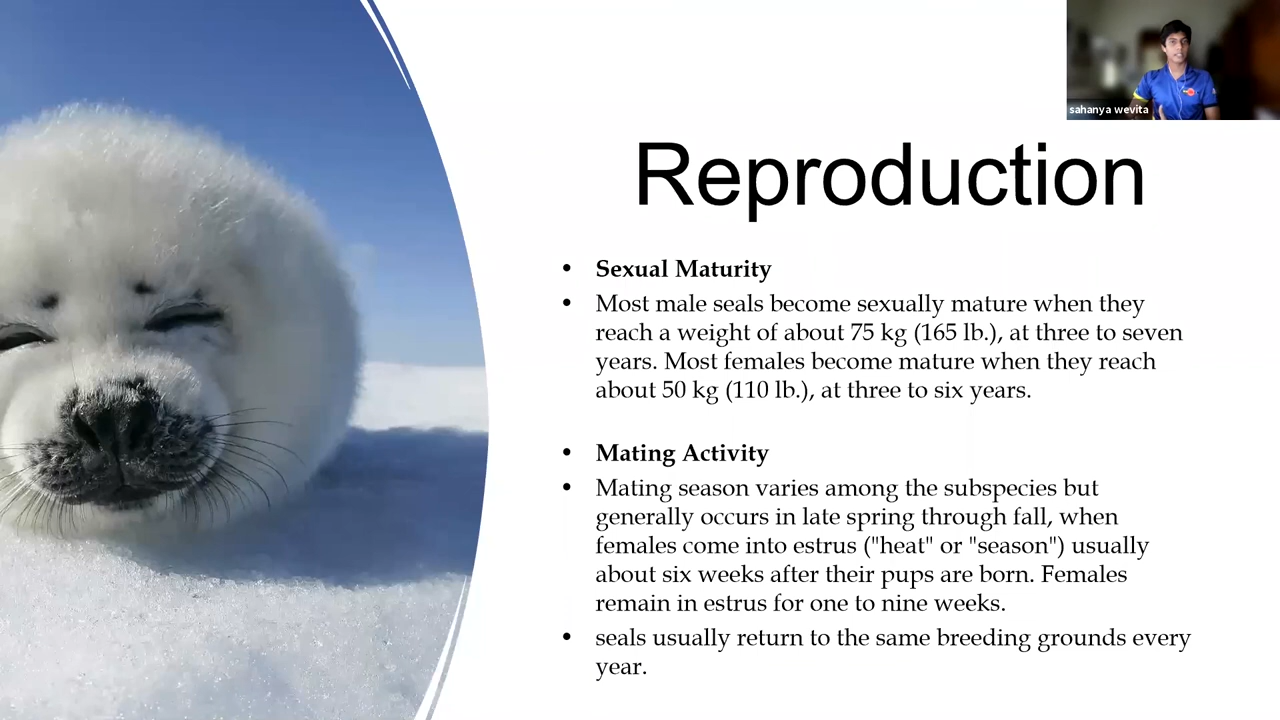 sahanya wevita
Reproduction
• Sexual Maturity
• Most male seals become sexually mature when they
reach a weight of about 75 kg (165 lb.), at three to seven
years. Most females become mature when they reach
about 50 kg (110 lb.), at three to six years.
• Mating Activity
• Mating season varies among the subspecies but
generally occurs in late spring through fall, when
females come into estrus ("heat" or "season") usually
about six weeks after their pups are born. Females
remain in estrus for one to nine weeks.
• seals usually return to the same breeding grounds every
year.